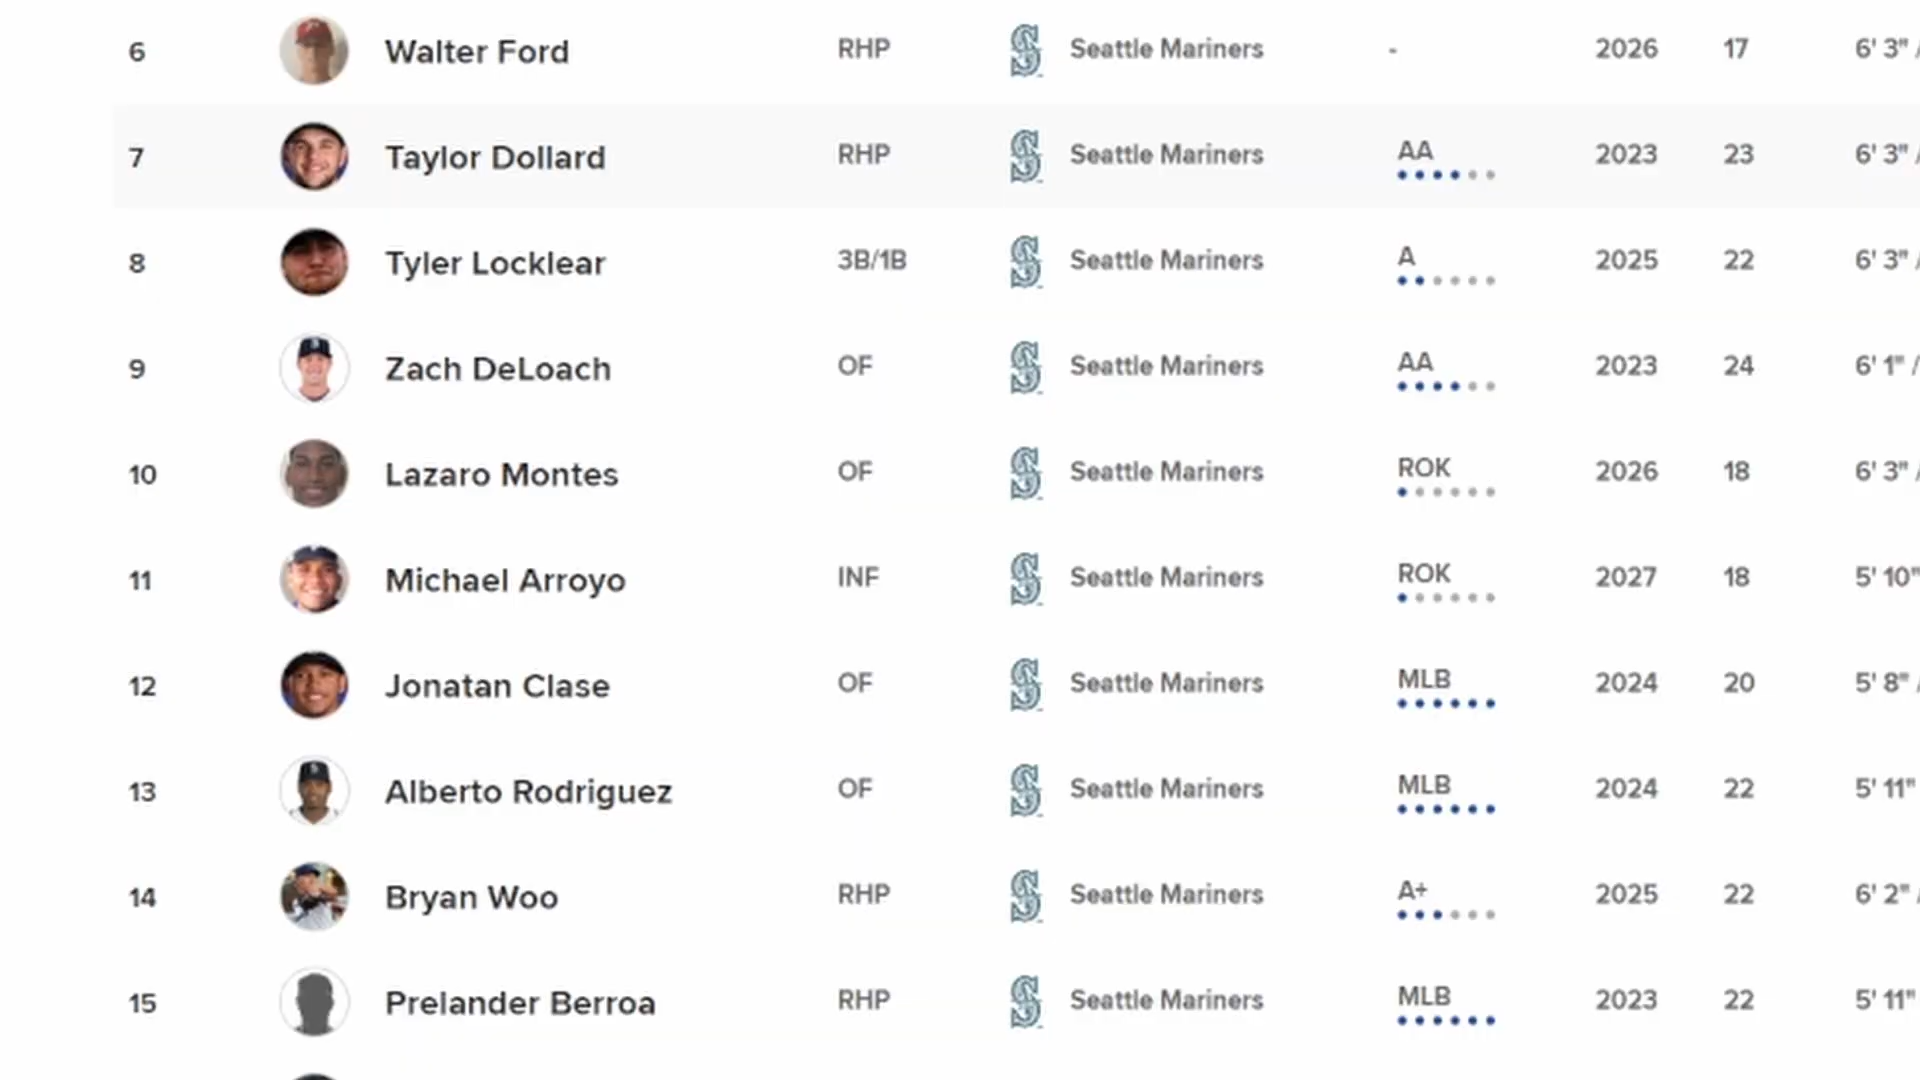 6 Walter Ford RHP Seattle Mariners - 2026 17 6' 3" /
7 Taylor Dollard RHP Seattle Mariners AA 2023 23 6' 3" /
8 Tyler Locklear 3B/1B Seattle Mariners A 2025 22 6' 3" /
9 Zach DeLoach OF Seattle Mariners AA 2023 24 6' 1" /
10 Lazaro Montes OF Seattle Mariners ROK 2026 18 6' 3" /
11 Michael Arroyo INF Seattle Mariners ROK 2027 18 5' 10"
12 Jonatan Clase OF Seattle Mariners MLB 2024 20 5' 8" /
13 Alberto Rodriguez OF Seattle Mariners MLB 2024 22 5' 11"
14 Bryan Woo RHP Seattle Mariners A+ 2025 22 6' 2" /
15 Prelander Berroa RHP Seattle Mariners MLB 2023 22 5' 11"